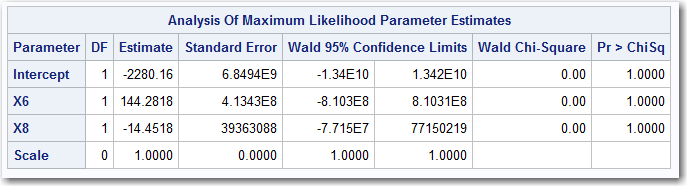 Analysis Of Maximum Likelihood Parameter Estimates
Parameter DF Estimate Standard Error Wald 95% Confidence Limits Wald Chi-Square Pr > ChiSq
Intercept 1 -2280.16 6.8494E9 -1.34E10 1.342E10 0.00 1.0000
X6 1 144.2818 4.1343E8 -8.103E8 8.1031E8 0.00 1.0000
X8 1 -14.4518 39363088 -7.715E7 77150219 0.00 1.0000
Scale 0 1.0000 0.0000 1.0000 1.0000